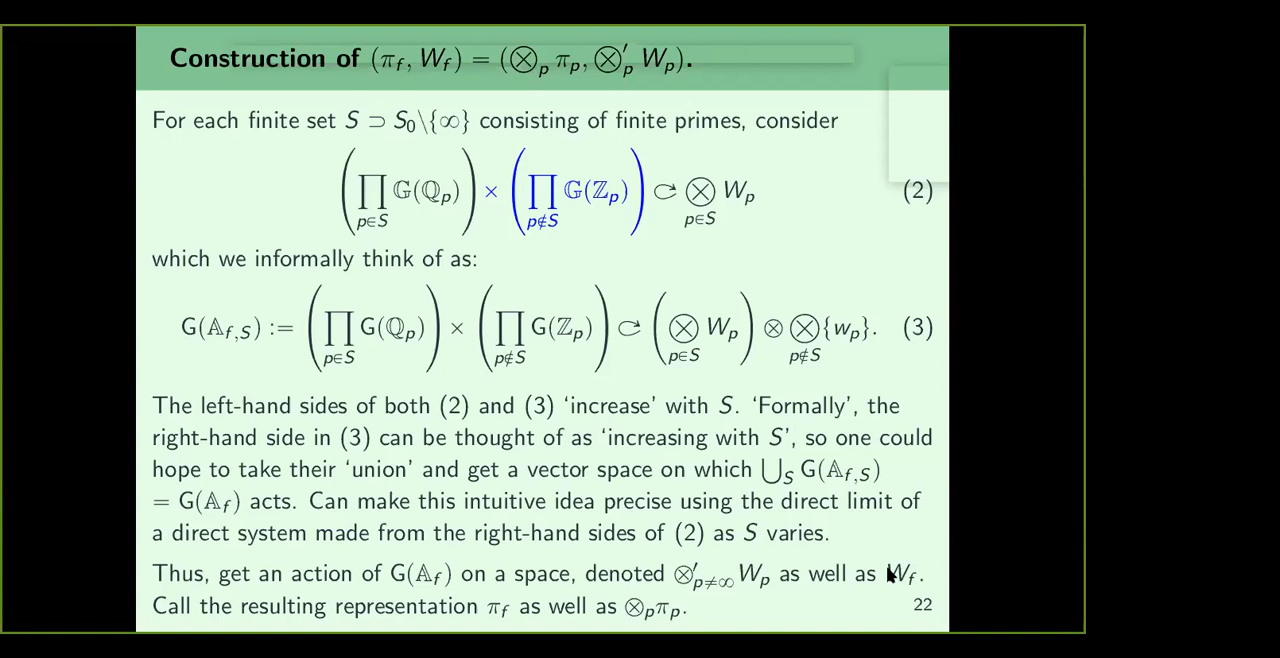 Construction of (π_f, W_f) = (⊗_p π_p, ⊗′_p W_p).
For each finite set S ⊃ S_0\{∞} consisting of finite primes, consider
(∏_{p∈S} 𝔾(ℚ_p)) × (∏_{p∉S} 𝔾(ℤ_p)) ⟳ ⊗_{p∈S} W_p (2)
which we informally think of as:
G(𝔸_{f,S}) := (∏_{p∈S} G(ℚ_p)) × (∏_{p∉S} G(ℤ_p)) ⟳ (⊗_{p∈S} W_p) ⊗ ⊗_{p∉S} {w_p}. (3)
The left-hand sides of both (2) and (3) ‘increase’ with S. ‘Formally’, the
right-hand side in (3) can be thought of as ‘increasing with S’, so one could
hope to take their ‘union’ and get a vector space on which ⋃_S G(𝔸_{f,S})
= G(𝔸_f) acts. Can make this intuitive idea precise using the direct limit of
a direct system made from the right-hand sides of (2) as S varies.
Thus, get an action of G(𝔸_f) on a space, denoted ⊗′_{p≠∞} W_p as well as W_f.
Call the resulting representation π_f as well as ⊗_p π_p.
22